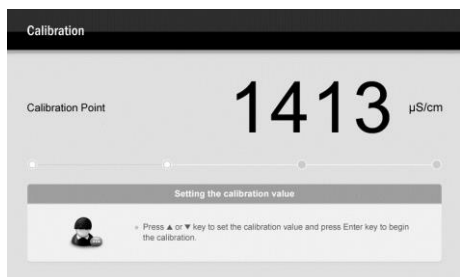 Calibration
Calibration Point
1413
µS/cm
Setting the calibration value
Press ▲ or ▼ key to set the calibration value and press Enter key to begin
the calibration.